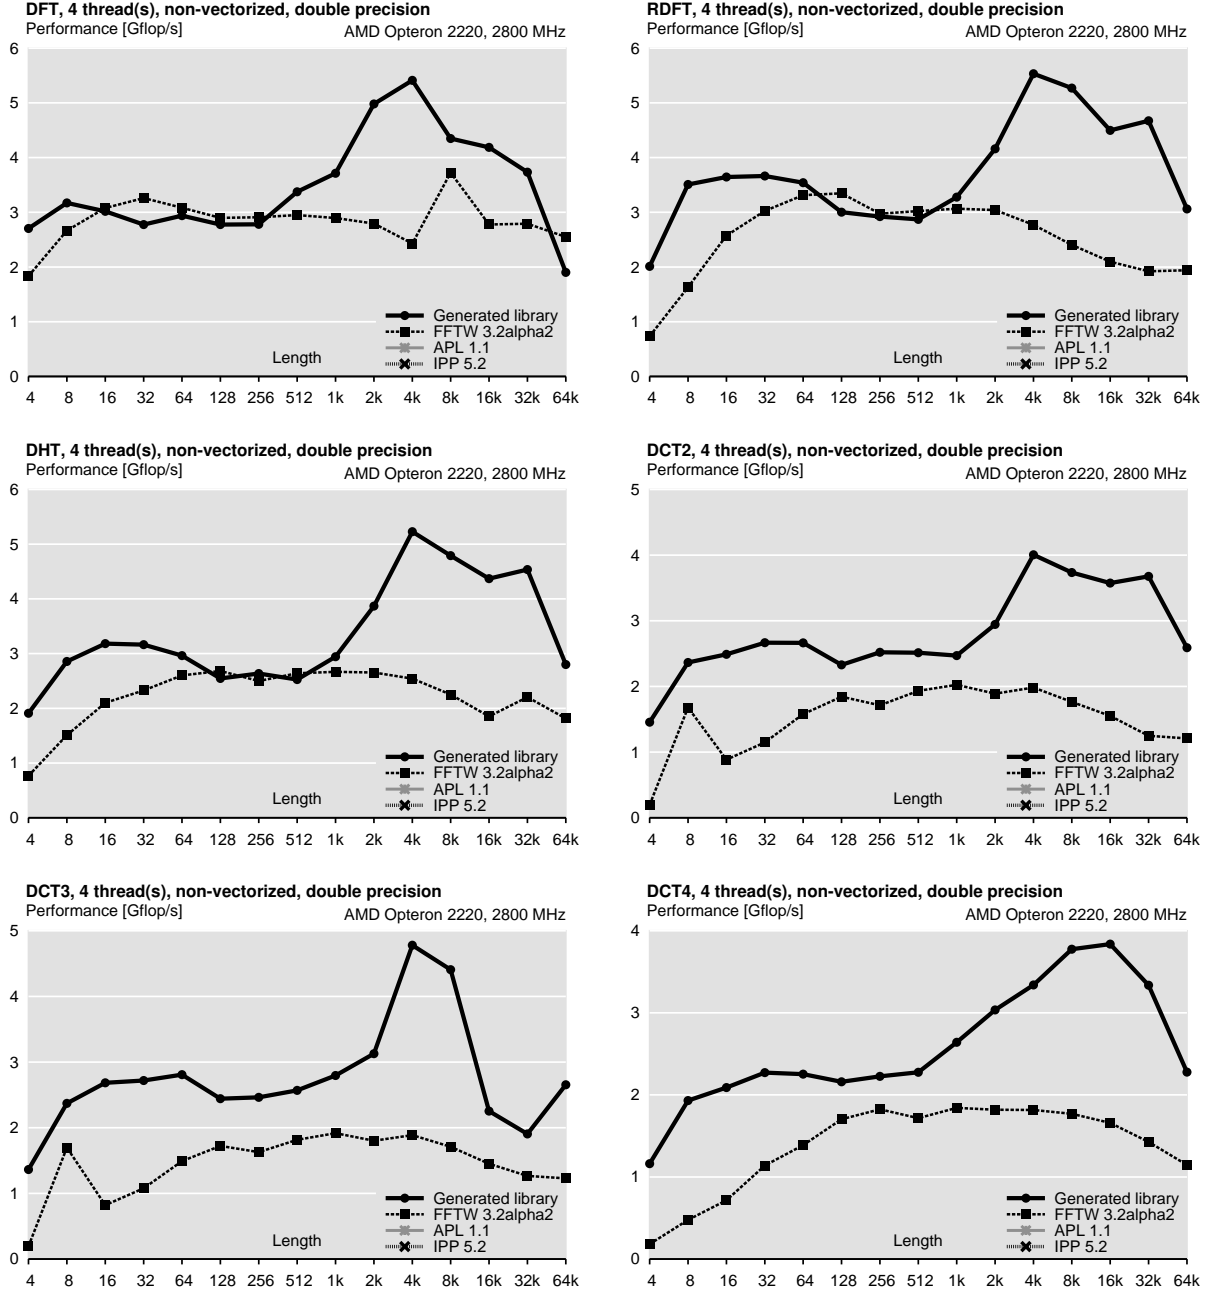 DFT, 4 thread(s), non-vectorized, double precision
Performance [Gflop/s] AMD Opteron 2220, 2800 MHz
6
5
4
3
2
1
0
Generated library
FFTW 3.2alpha2
APL 1.1
IPP 5.2
Length
4 8 16 32 64 128 256 512 1k 2k 4k 8k 16k 32k 64k
RDFT, 4 thread(s), non-vectorized, double precision
Performance [Gflop/s] AMD Opteron 2220, 2800 MHz
6
5
4
3
2
1
0
Generated library
FFTW 3.2alpha2
APL 1.1
IPP 5.2
Length
4 8 16 32 64 128 256 512 1k 2k 4k 8k 16k 32k 64k
DHT, 4 thread(s), non-vectorized, double precision
Performance [Gflop/s] AMD Opteron 2220, 2800 MHz
6
5
4
3
2
1
0
Generated library
FFTW 3.2alpha2
APL 1.1
IPP 5.2
Length
4 8 16 32 64 128 256 512 1k 2k 4k 8k 16k 32k 64k
DCT2, 4 thread(s), non-vectorized, double precision
Performance [Gflop/s] AMD Opteron 2220, 2800 MHz
5
4
3
2
1
0
Generated library
FFTW 3.2alpha2
APL 1.1
IPP 5.2
Length
4 8 16 32 64 128 256 512 1k 2k 4k 8k 16k 32k 64k
DCT3, 4 thread(s), non-vectorized, double precision
Performance [Gflop/s] AMD Opteron 2220, 2800 MHz
5
4
3
2
1
0
Generated library
FFTW 3.2alpha2
APL 1.1
IPP 5.2
Length
4 8 16 32 64 128 256 512 1k 2k 4k 8k 16k 32k 64k
DCT4, 4 thread(s), non-vectorized, double precision
Performance [Gflop/s] AMD Opteron 2220, 2800 MHz
4
3
2
1
0
Generated library
FFTW 3.2alpha2
APL 1.1
IPP 5.2
Length
4 8 16 32 64 128 256 512 1k 2k 4k 8k 16k 32k 64k